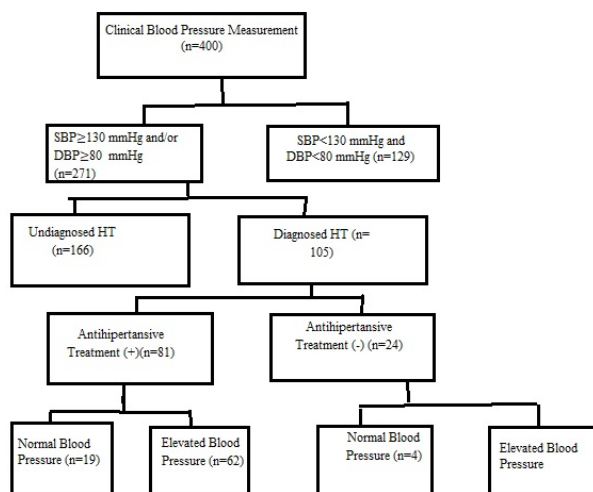 Clinical Blood Pressure Measurement
(n=400)
SBP≥130 mmHg and/or
DBP≥80 mmHg
(n=271)
SBP<130 mmHg and
DBP<80 mmHg (n=129)
Undiagnosed HT
(n=166)
Diagnosed HT (n=
105)
Antihipertansive
Treatment (+)(n=81)
Antihipertansive
Treatment (-) (n=24)
Normal Blood
Pressure (n=19)
Elevated Blood
Pressure (n=62)
Normal Blood
Pressure (n=4)
Elevated Blood
Pressure